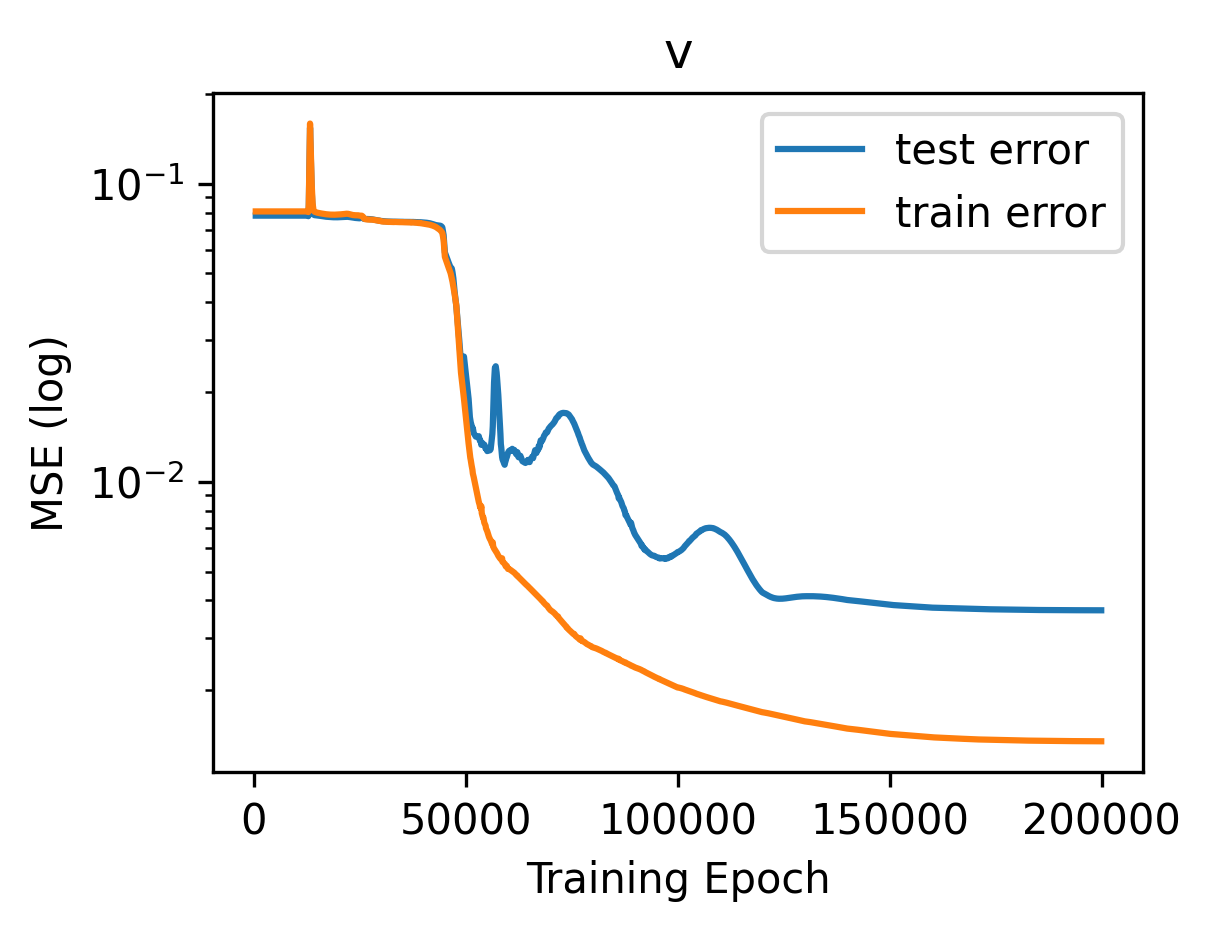 v
test error
train error
MSE (log)
10⁻¹
10⁻²
0
50000
100000
150000
200000
Training Epoch